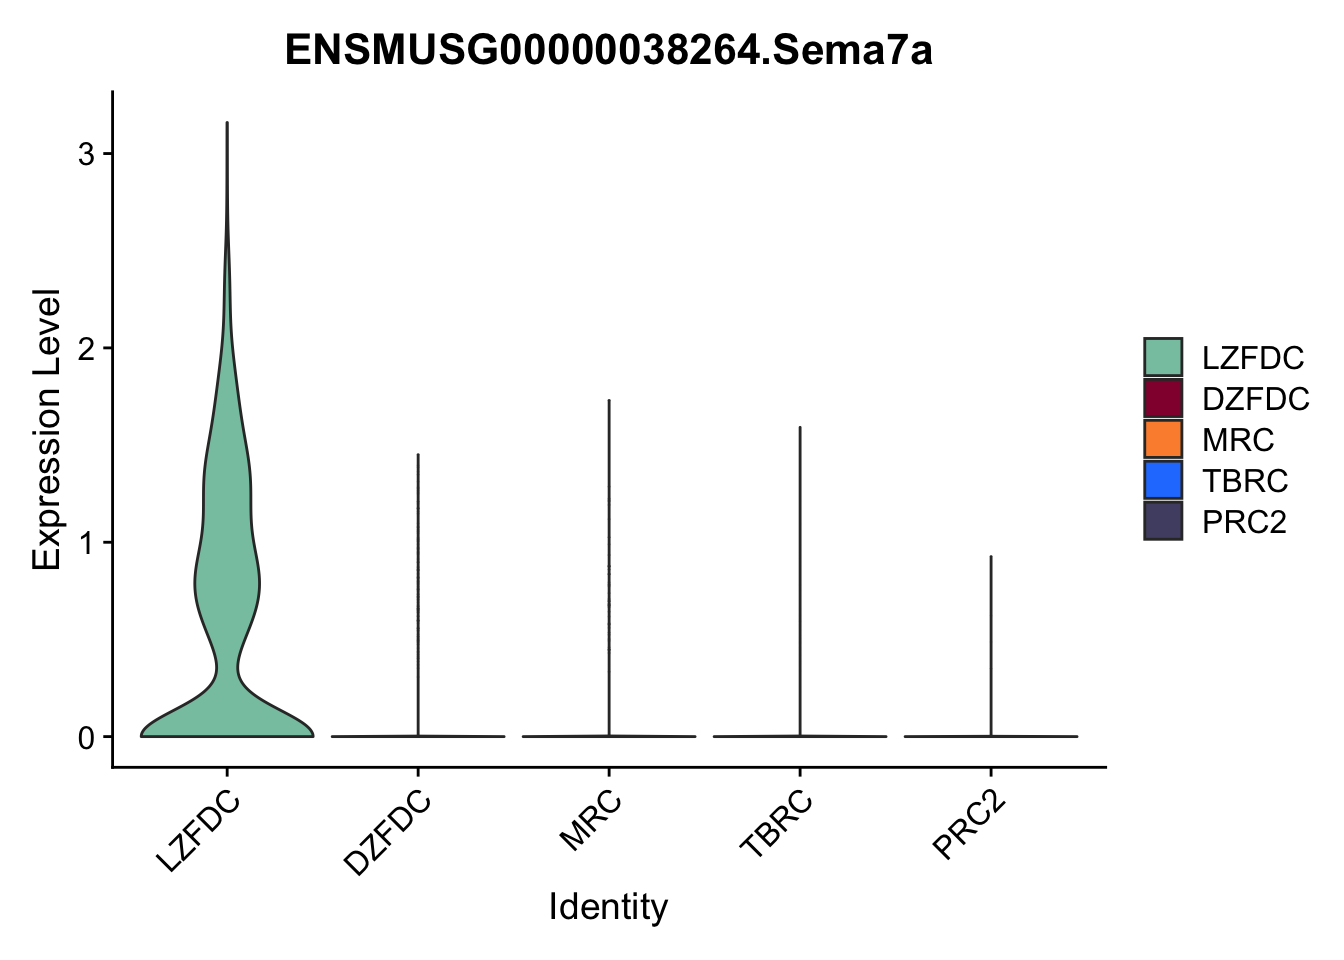 ENSMUSG00000038264.Sema7a
Expression Level
3
2
1
0
LZFDC
DZFDC
MRC
TBRC
PRC2
Identity
LZFDC
DZFDC
MRC
TBRC
PRC2